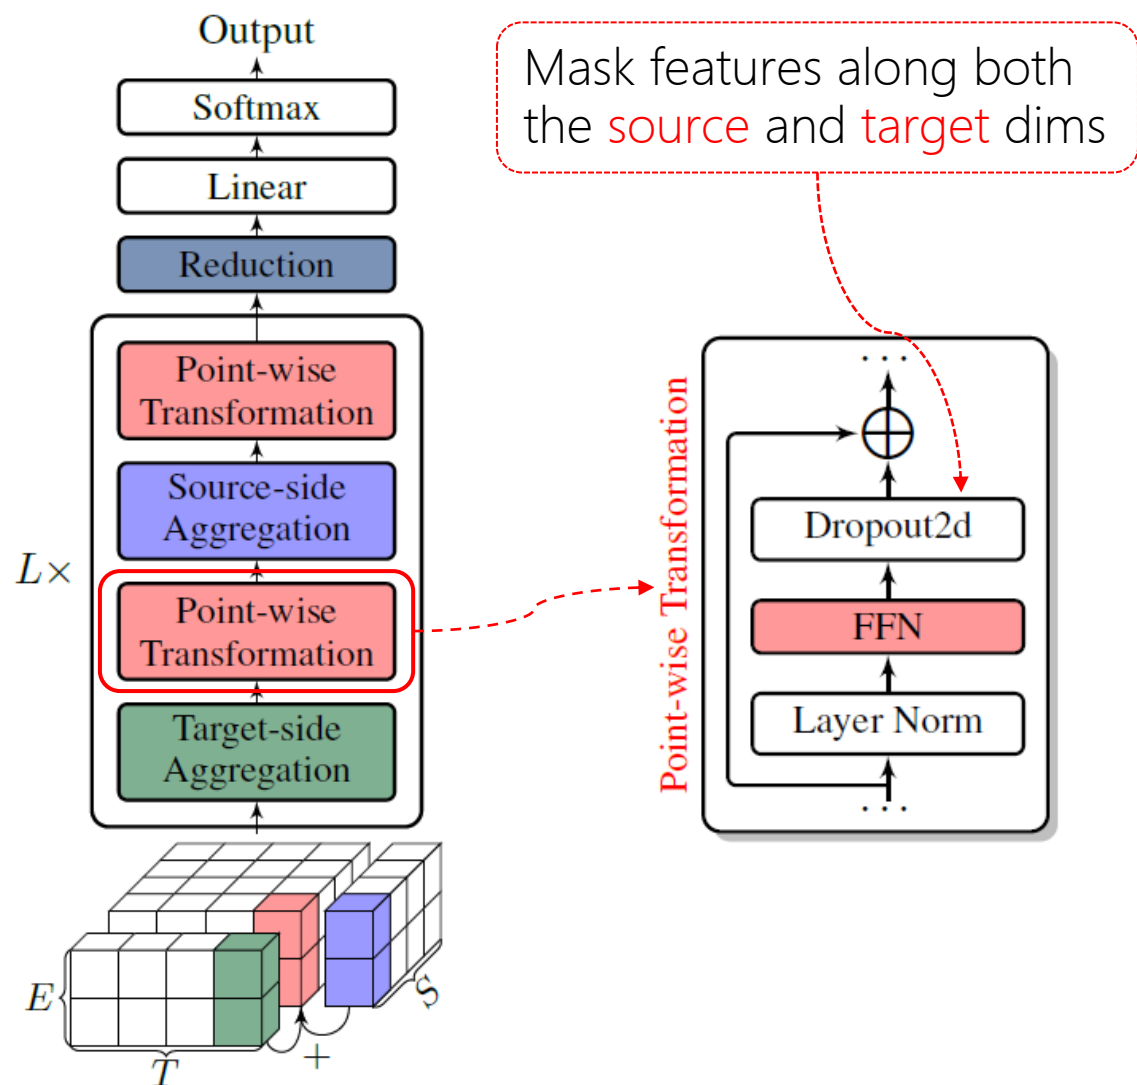 Output
Softmax
Linear
Reduction
Point-wise
Transformation
Source-side
Aggregation
Point-wise
Transformation
Target-side
Aggregation
L×
E
T
S
+
Mask features along both
the source and target dims
Point-wise Transformation
. . .
Dropout2d
FFN
Layer Norm
. . .